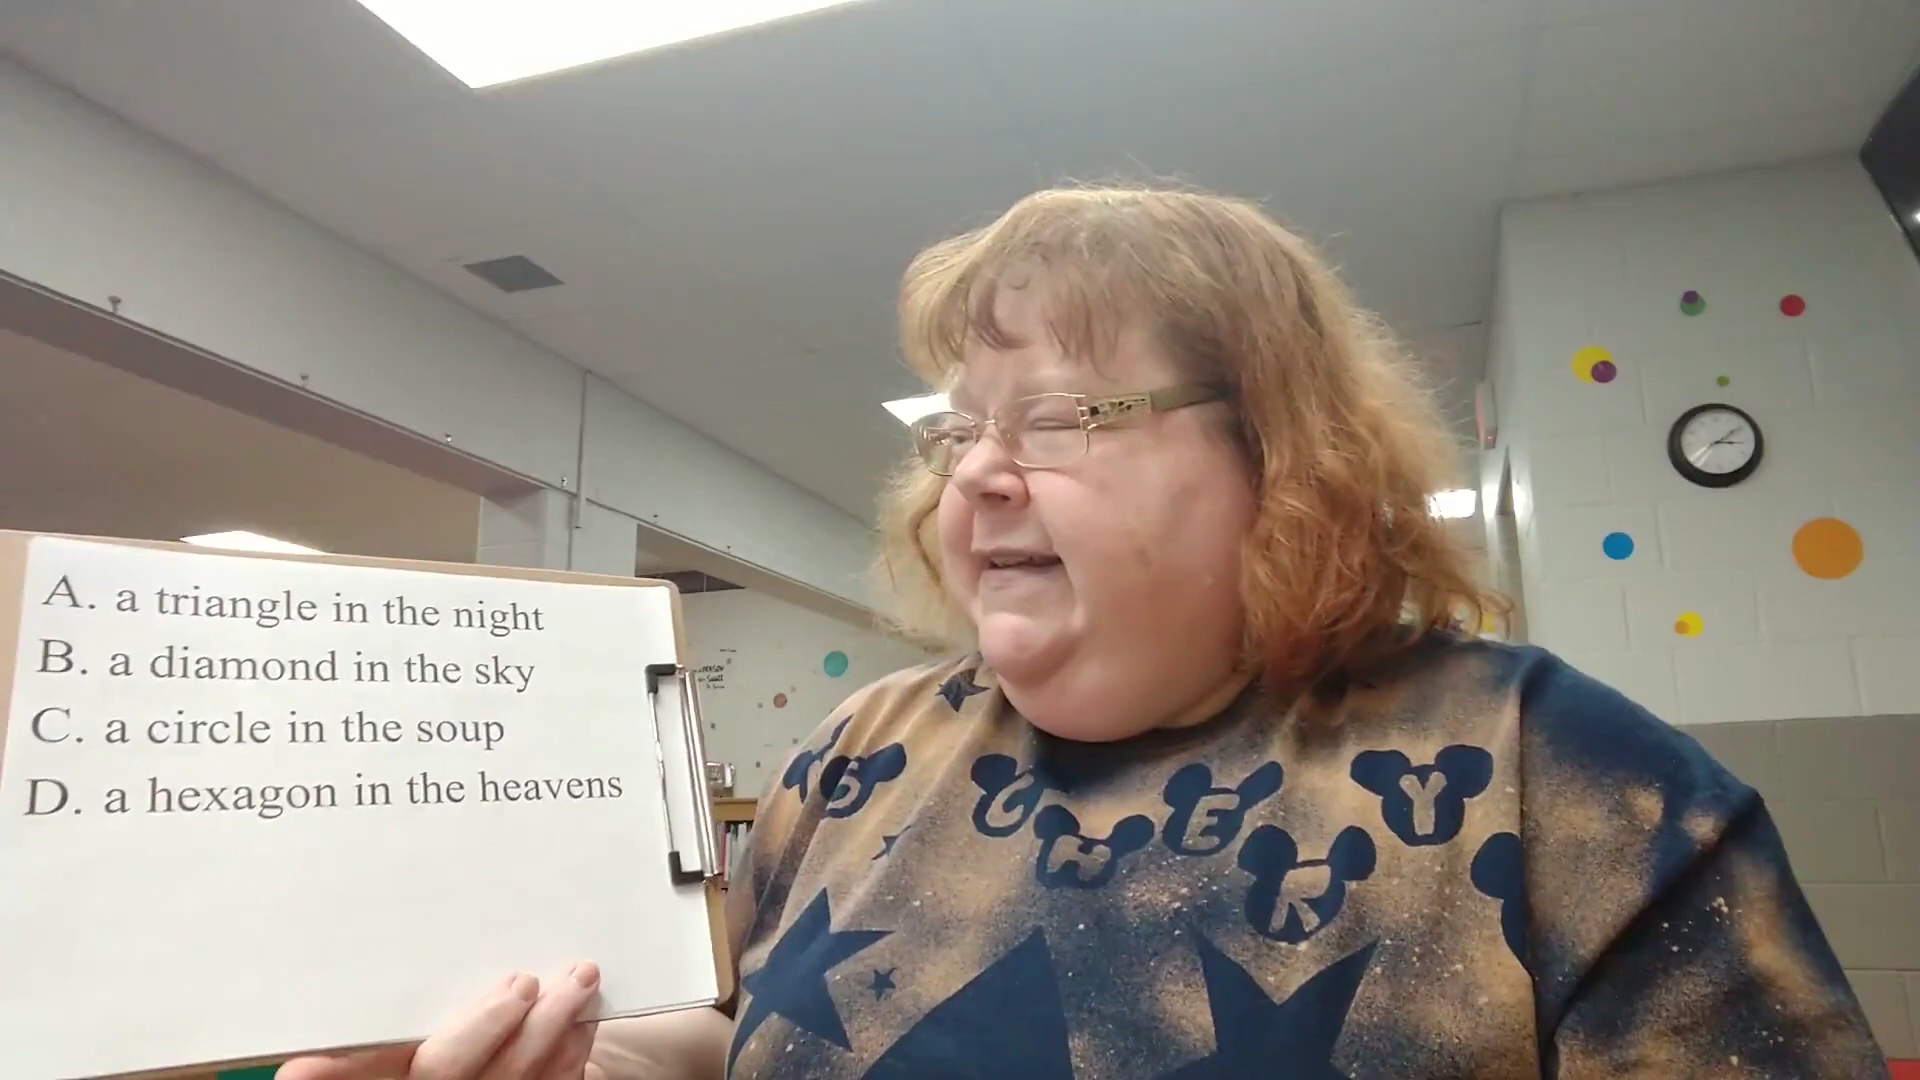 A. a triangle in the night
B. a diamond in the sky
C. a circle in the soup
D. a hexagon in the heavens